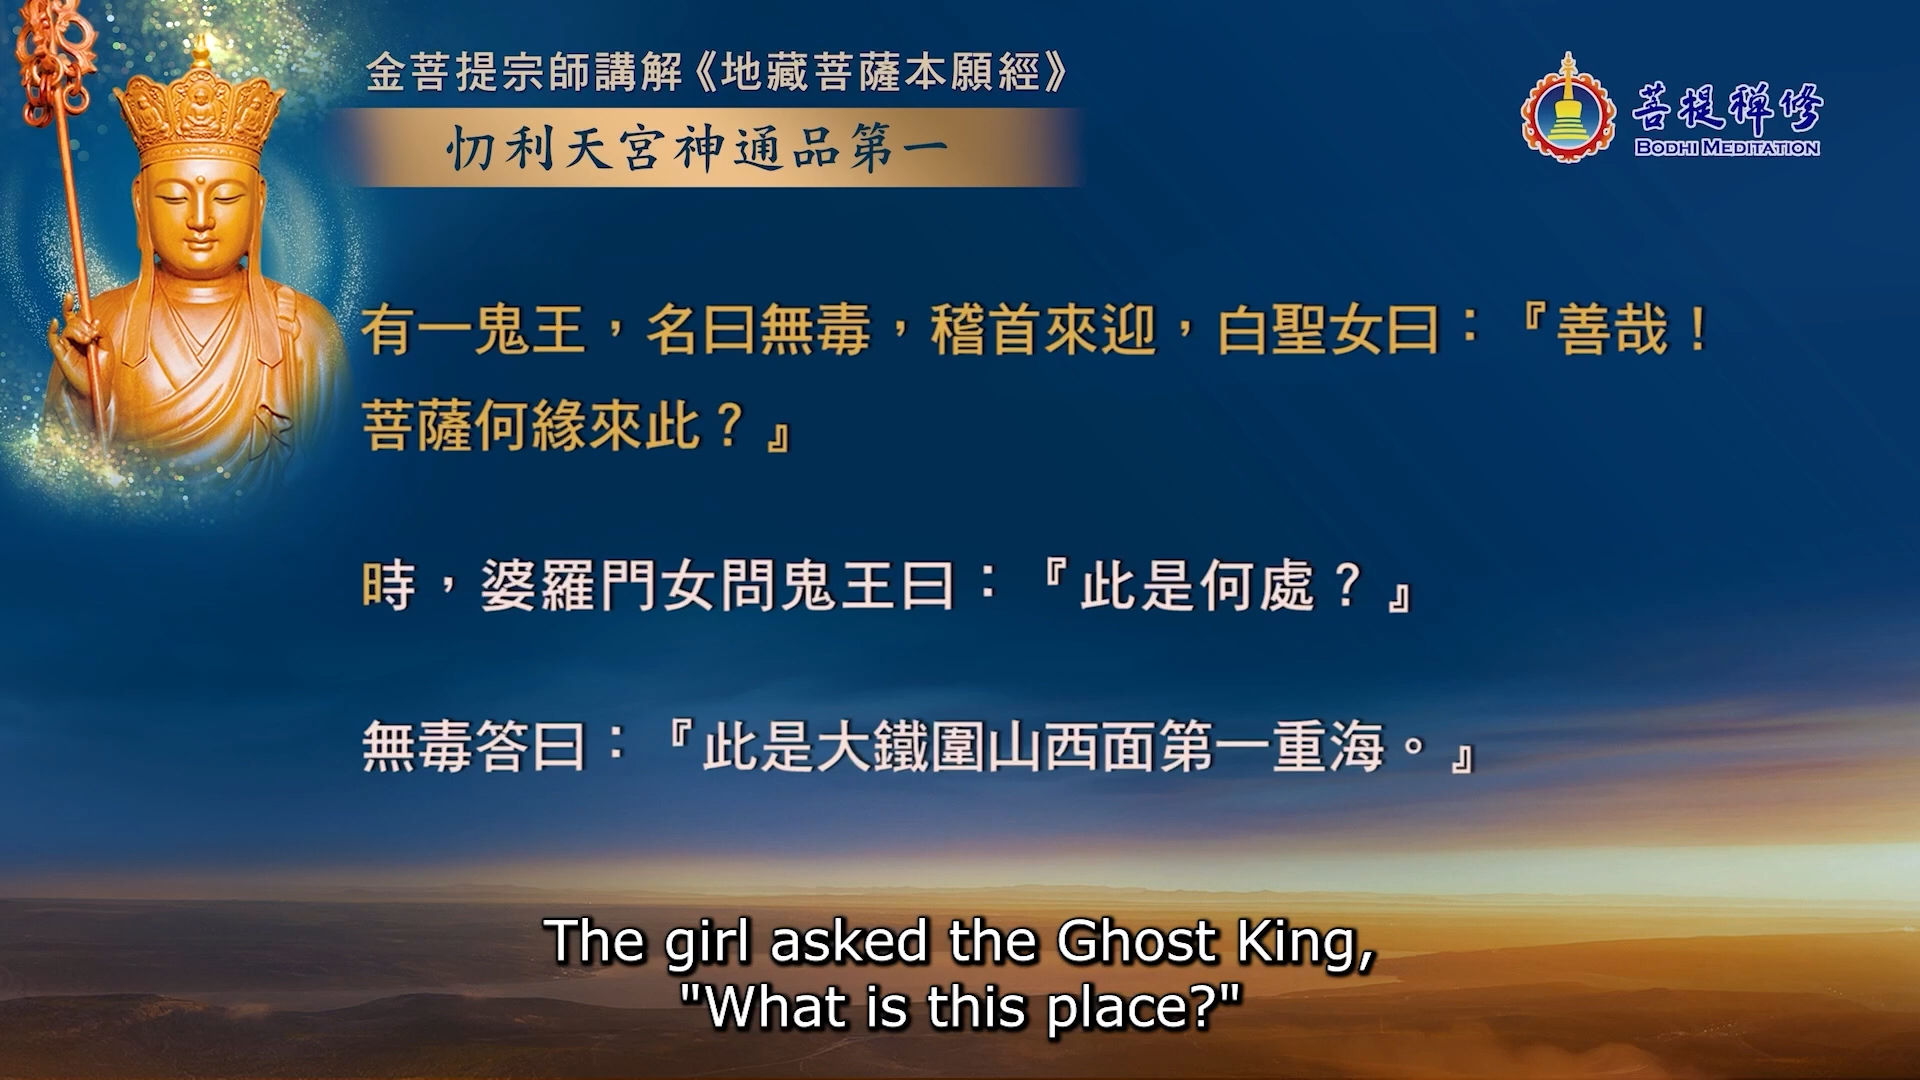 金菩提宗師講解《地藏菩薩本願經》
忉利天宮神通品第一
菩提禪修
BODHI MEDITATION
有一鬼王，名曰無毒，稽首來迎，白聖女曰：『善哉！
菩薩何緣來此？』
時，婆羅門女問鬼王曰：『此是何處？』
無毒答曰：『此是大鐵圍山西面第一重海。』
The girl asked the Ghost King,
"What is this place?"